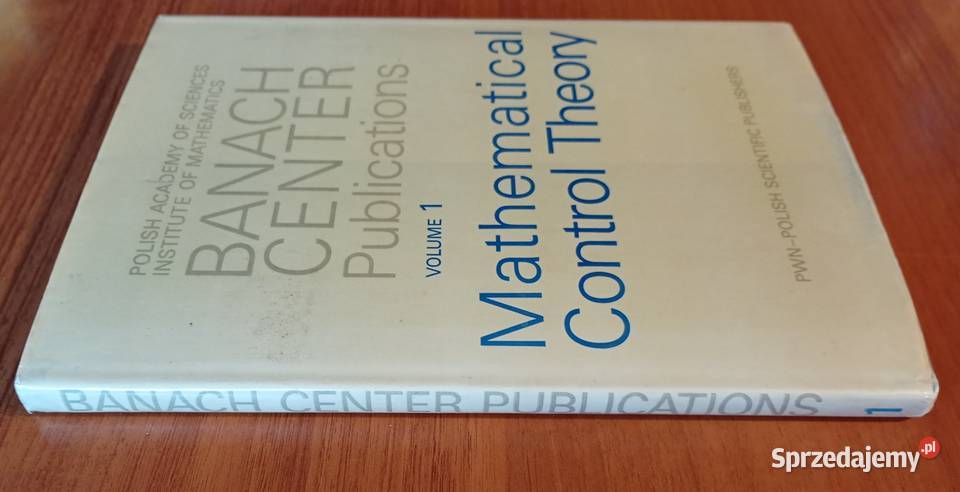 POLISH ACADEMY OF SCIENCES
INSTITUTE OF MATHEMATICS
BANACH
CENTER
Publications
VOLUME 1
Mathematical
Control Theory
PWN–POLISH SCIENTIFIC PUBLISHERS
BANACH CENTER PUBLICATIONS 1
Sprzedajemy.pl